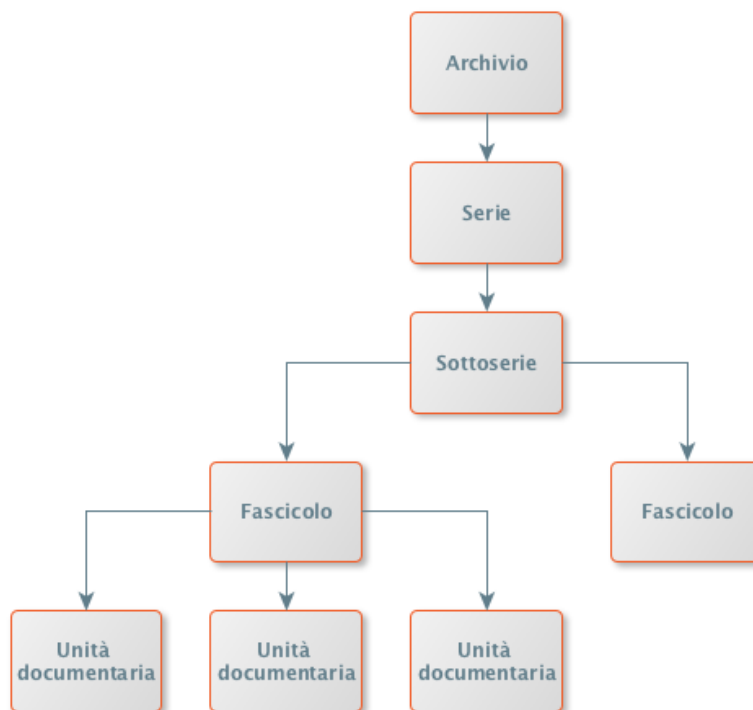 Archivio
Serie
Sottoserie
Fascicolo
Fascicolo
Unità
documentaria
Unità
documentaria
Unità
documentaria